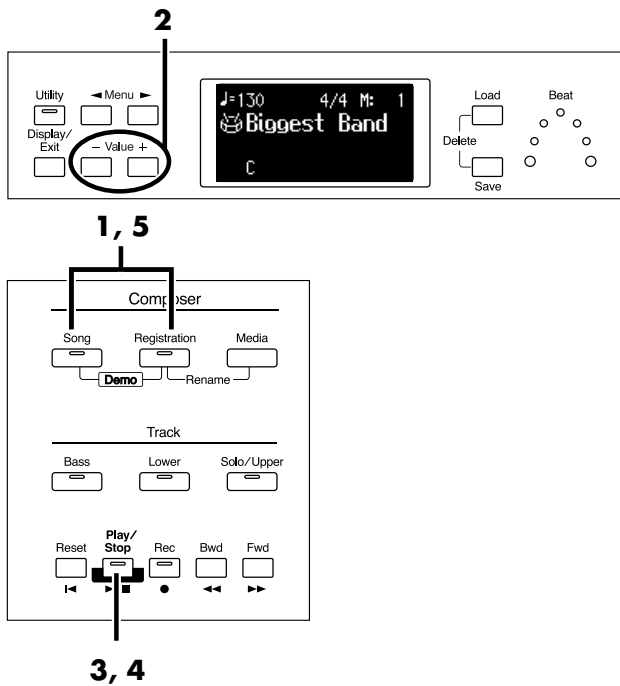 2
Utility
◄ Menu ►
Display/
Exit
– Value +
♩=130 4/4 M: 1
Biggest Band
C
Load
Delete
Save
Beat
1, 5
Composer
Song
Registration
Media
Demo
Rename
Track
Bass
Lower
Solo/Upper
Reset
Play/
Stop
Rec
Bwd
Fwd
3, 4